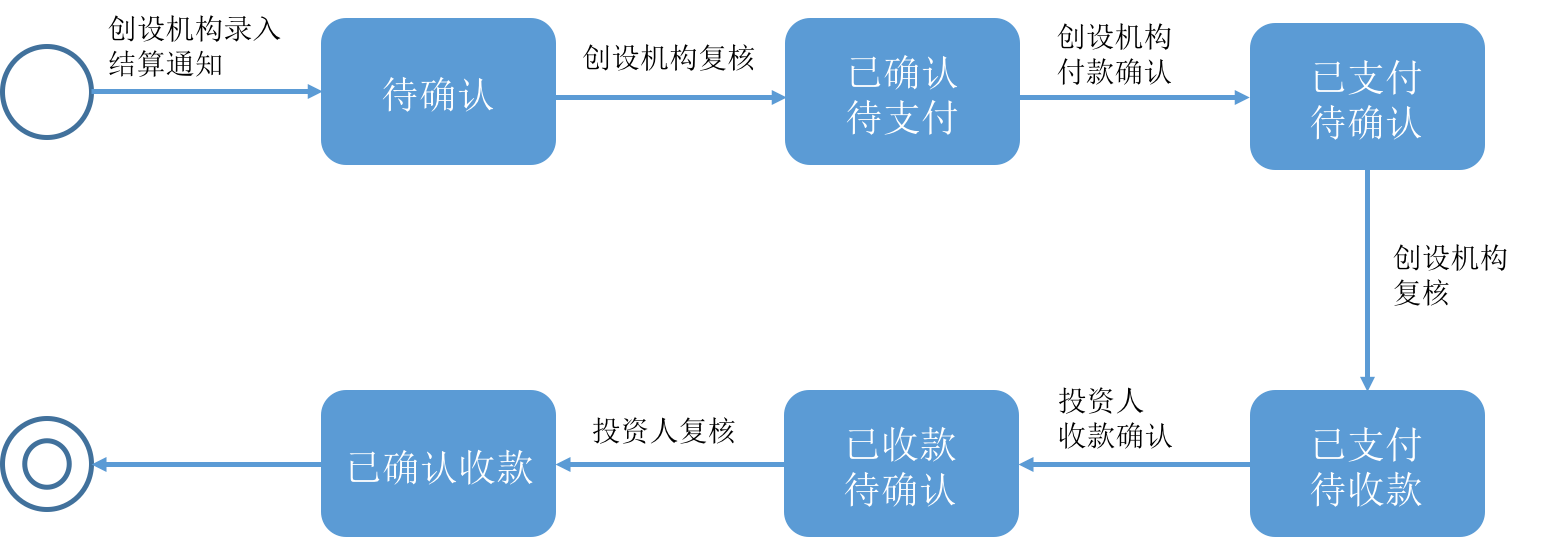 创设机构录入
结算通知
待确认
创设机构复核
已确认
待支付
创设机构
付款确认
已支付
待确认
创设机构
复核
已支付
待收款
投资人
收款确认
已收款
待确认
投资人复核
已确认收款